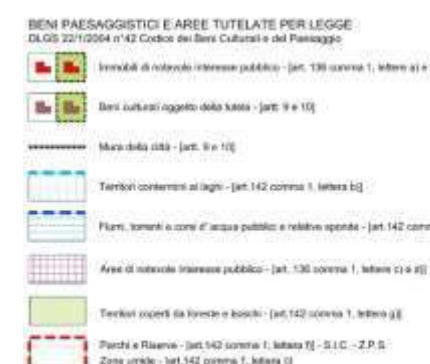 BENI PAESAGGISTICI E AREE TUTELATE PER LEGGE
DLGS 22/1/2004 n°42 Codice dei Beni Culturali e del Paesaggio
Immobili di notevole interesse pubblico - [art. 136 comma 1, lettere a) e
Beni culturali oggetto della tutela - [artt. 9 e 10]
Mura della città - [artt. 9 e 10]
Territori contermini ai laghi - [art.142 comma 1, lettera b)]
Fiumi, torrenti e corsi d'acqua pubblici e relative sponde - [art.142 comm
Aree di notevole interesse pubblico - [art. 136 comma 1, lettere c) e d)]
Territori coperti da foreste e boschi - [art.142 comma 1, lettera g)]
Parchi e Riserve - [art.142 comma 1, lettera f)] - S.I.C. - Z.P.S.
Zone umide - [art.142 comma 1, lettera i)]